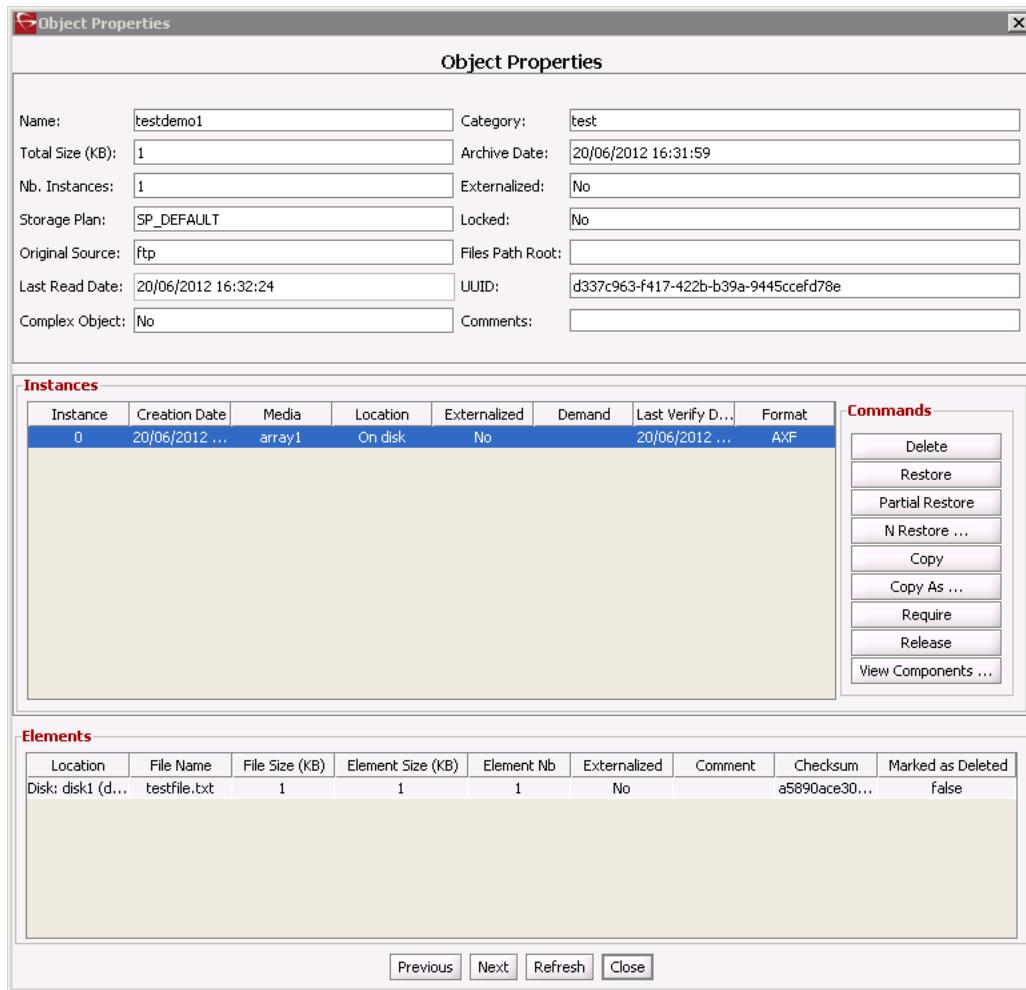 Object Properties
Object Properties
Name: testdemo1 Category: test
Total Size (KB): 1 Archive Date: 20/06/2012 16:31:59
Nb. Instances: 1 Externalized: No
Storage Plan: SP_DEFAULT Locked: No
Original Source: ftp Files Path Root:
Last Read Date: 20/06/2012 16:32:24 UUID: d337c963-f417-422b-b39a-9445ccefd78e
Complex Object: No Comments:
Instances
Instance Creation Date Media Location Externalized Demand Last Verify D... Format
0 20/06/2012 ... array1 On disk No 20/06/2012 ... AXF
Commands
Delete
Restore
Partial Restore
N Restore ...
Copy
Copy As ...
Require
Release
View Components ...
Elements
Location File Name File Size (KB) Element Size (KB) Element Nb Externalized Comment Checksum Marked as Deleted
Disk: disk1 (d... testfile.txt 1 1 1 No a5890ace30... false
Previous Next Refresh Close